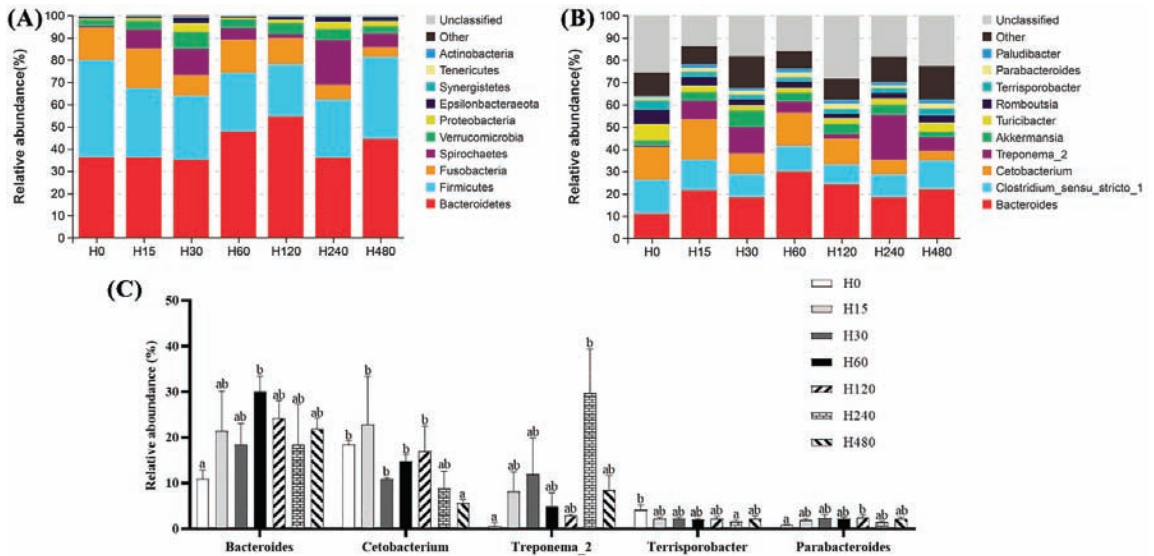 (A)
Relative abundance(%)
100
90
80
70
60
50
40
30
20
10
0
H0 H15 H30 H60 H120 H240 H480
Unclassified
Other
Actinobacteria
Tenericutes
Synergistetes
Epsilonbacteraeota
Proteobacteria
Verrucomicrobia
Spirochaetes
Fusobacteria
Firmicutes
Bacteroidetes
(B)
Relative abundance(%)
100
90
80
70
60
50
40
30
20
10
0
H0 H15 H30 H60 H120 H240 H480
Unclassified
Other
Paludibacter
Parabacteroides
Terrisporobacter
Romboutsia
Turicibacter
Akkermansia
Treponema_2
Cetobacterium
Clostridium_sensu_stricto_1
Bacteroides
(C)
Relative aboundance (%)
50
40
30
20
10
0
a ab ab b ab ab ab
b b b b b ab a
a ab ab ab ab b ab
b ab ab ab ab a ab
a ab ab ab b ab ab
Bacteroides Cetobacterium Treponema_2 Terrisporobacter Parabacteroides
H0
H15
H30
H60
H120
H240
H480